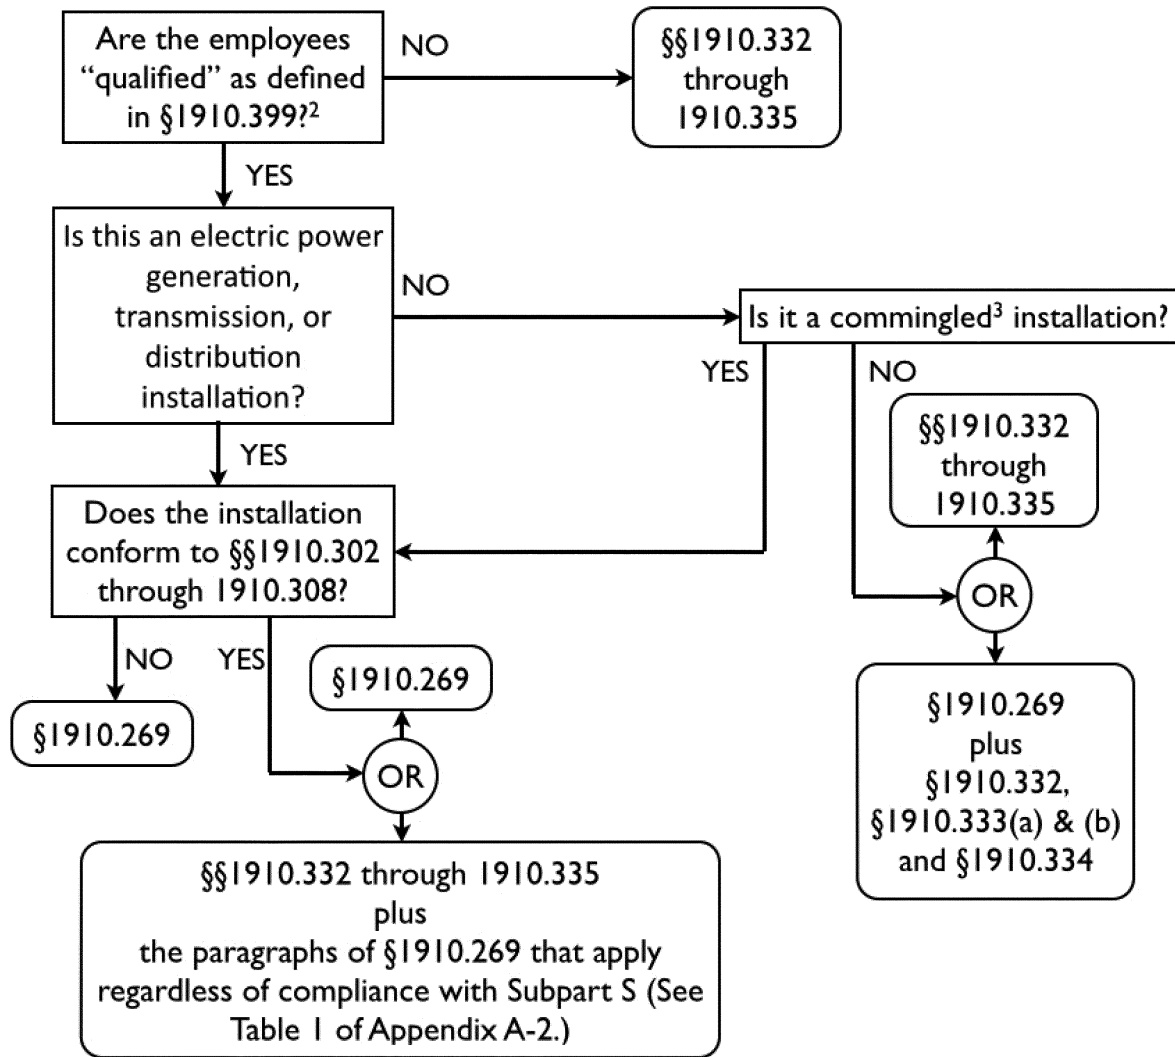 Are the employees
“qualified” as defined
in §1910.399?²
NO
§§1910.332
through
1910.335
YES
Is this an electric power
generation,
transmission, or
distribution
installation?
NO
Is it a commingled³ installation?
YES
NO
§§1910.332
through
1910.335
OR
§1910.269
plus
§1910.332,
§1910.333(a) & (b)
and §1910.334
YES
Does the installation
conform to §§1910.302
through 1910.308?
NO
YES
§1910.269
§1910.269
OR
§§1910.332 through 1910.335
plus
the paragraphs of §1910.269 that apply
regardless of compliance with Subpart S (See
Table 1 of Appendix A-2.)